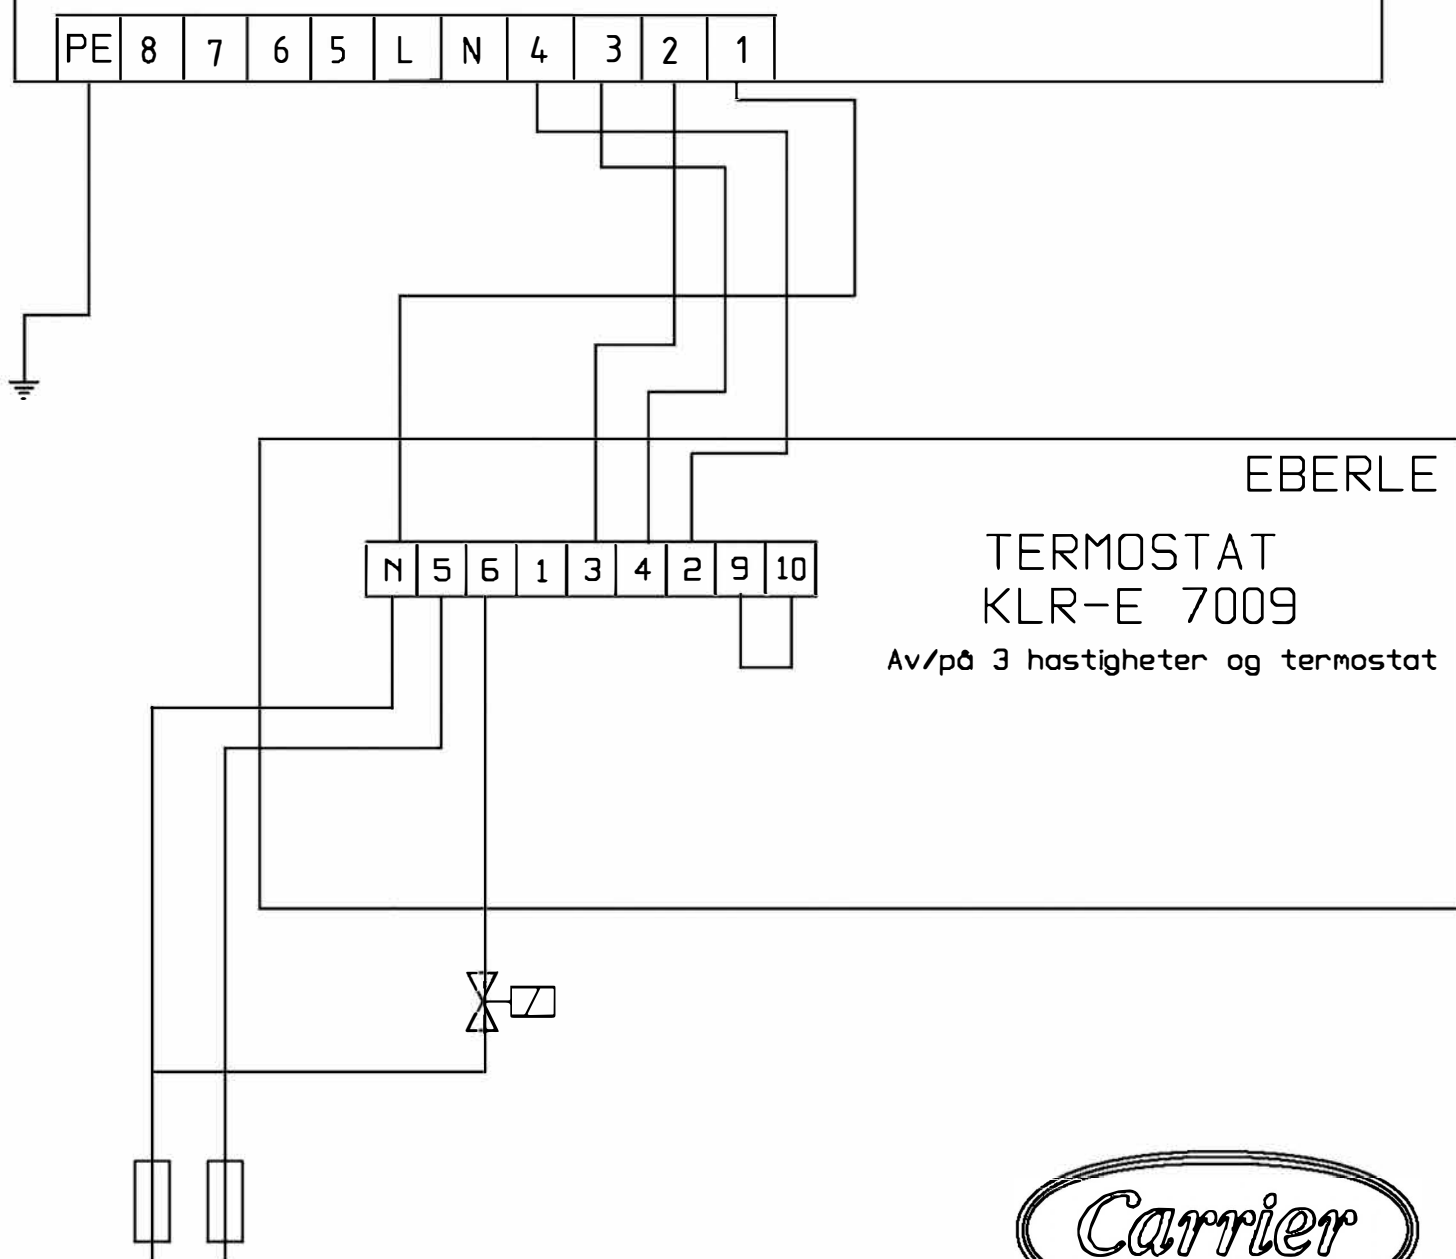 PE 8 7 6 5 L N 4 3 2 1
EBERLE
TERMOSTAT
KLR-E 7009
N 5 6 1 3 4 2 9 10
Av/på 3 hastigheter og termostat
Carrier